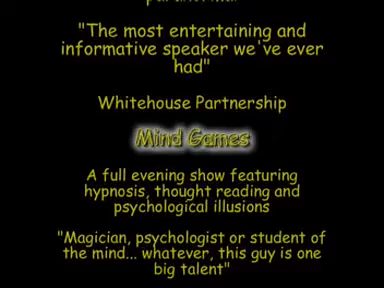 "The most entertaining and
informative speaker we've ever
had"
Whitehouse Partnership
Mind Games
A full evening show featuring
hypnosis, thought reading and
psychological illusions
"Magician, psychologist or student of
the mind... whatever, this guy is one
big talent"